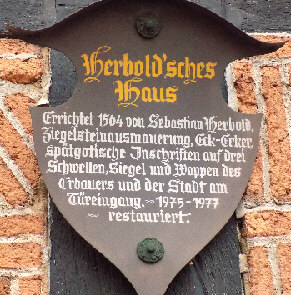 Herbold'sches
Haus
Errichtet 1504 von Sebastian Herbold.
Ziegelsteinausmauerung, Eck-Erker,
spätgotische Inschriften auf drei
Schwellen, Siegel und Wappen des
Erbauers und der Stadt am
Türeingang. ~ 1975 - 1977
~ restauriert. ~